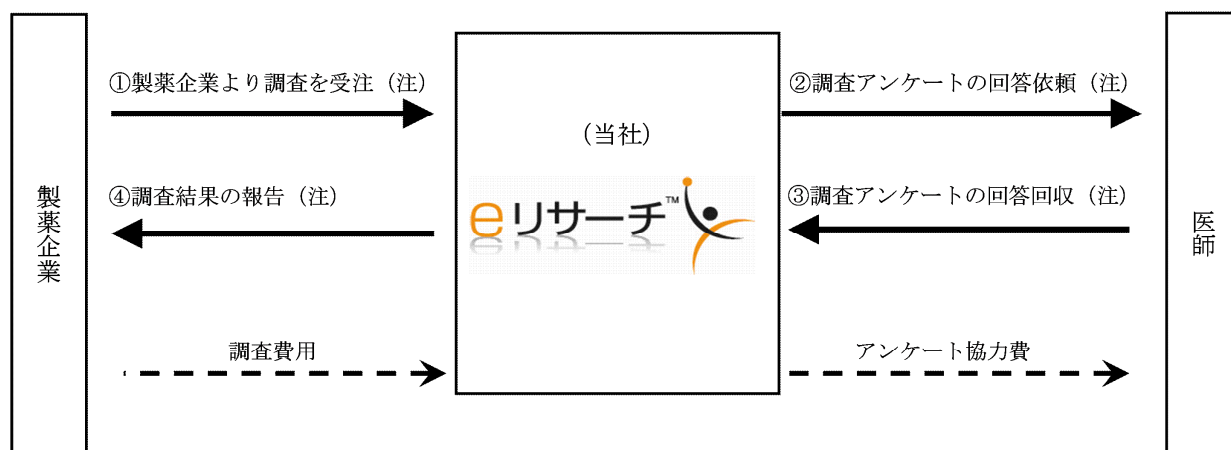 ①製薬企業より調査を受注（注）
②調査アンケートの回答依頼（注）
（当社）
製薬企業
④調査結果の報告（注）
eリサーチ™
③調査アンケートの回答回収（注）
医師
調査費用
アンケート協力費